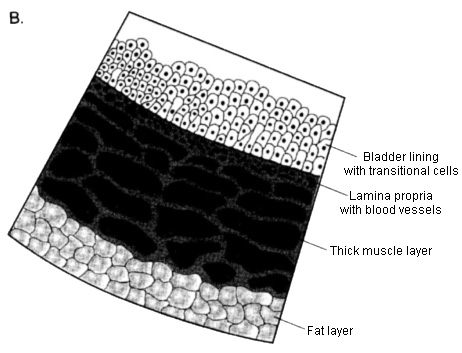 B.
Bladder lining
with transitional cells
Lamina propria
with blood vessels
Thick muscle layer
Fat layer